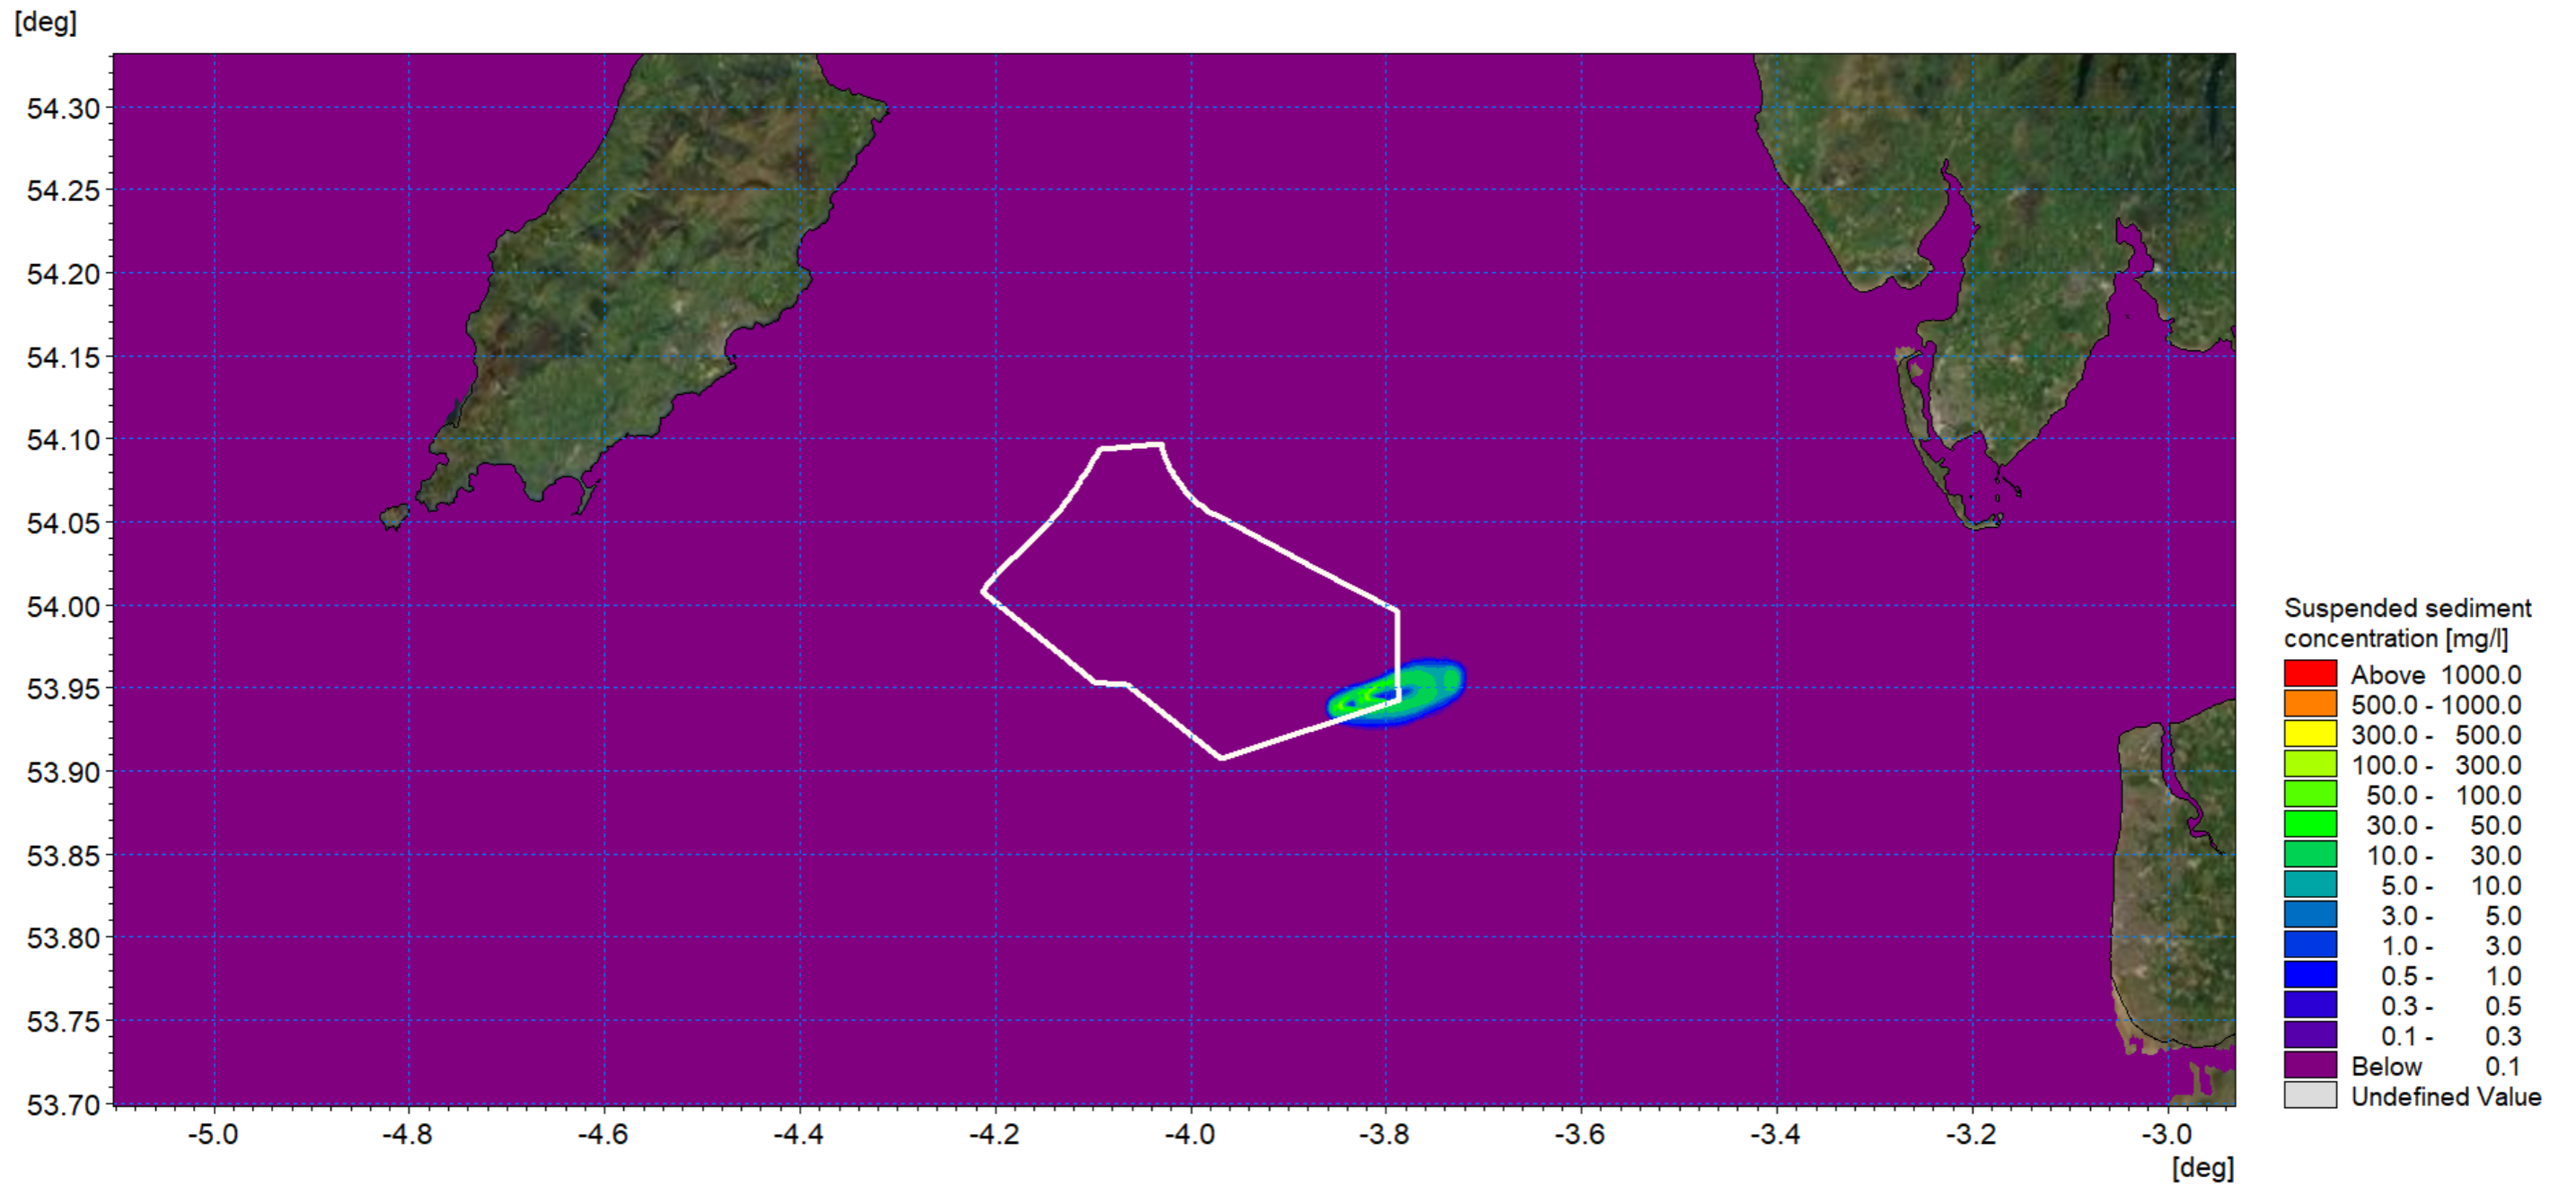 [deg]
54.30
54.25
54.20
54.15
54.10
54.05
54.00
53.95
53.90
53.85
53.80
53.75
53.70
-5.0 -4.8 -4.6 -4.4 -4.2 -4.0 -3.8 -3.6 -3.4 -3.2 -3.0
[deg]
Suspended sediment
concentration [mg/l]
Above 1000.0
500.0 - 1000.0
300.0 - 500.0
100.0 - 300.0
50.0 - 100.0
30.0 - 50.0
10.0 - 30.0
5.0 - 10.0
3.0 - 5.0
1.0 - 3.0
0.5 - 1.0
0.3 - 0.5
0.1 - 0.3
Below 0.1
Undefined Value